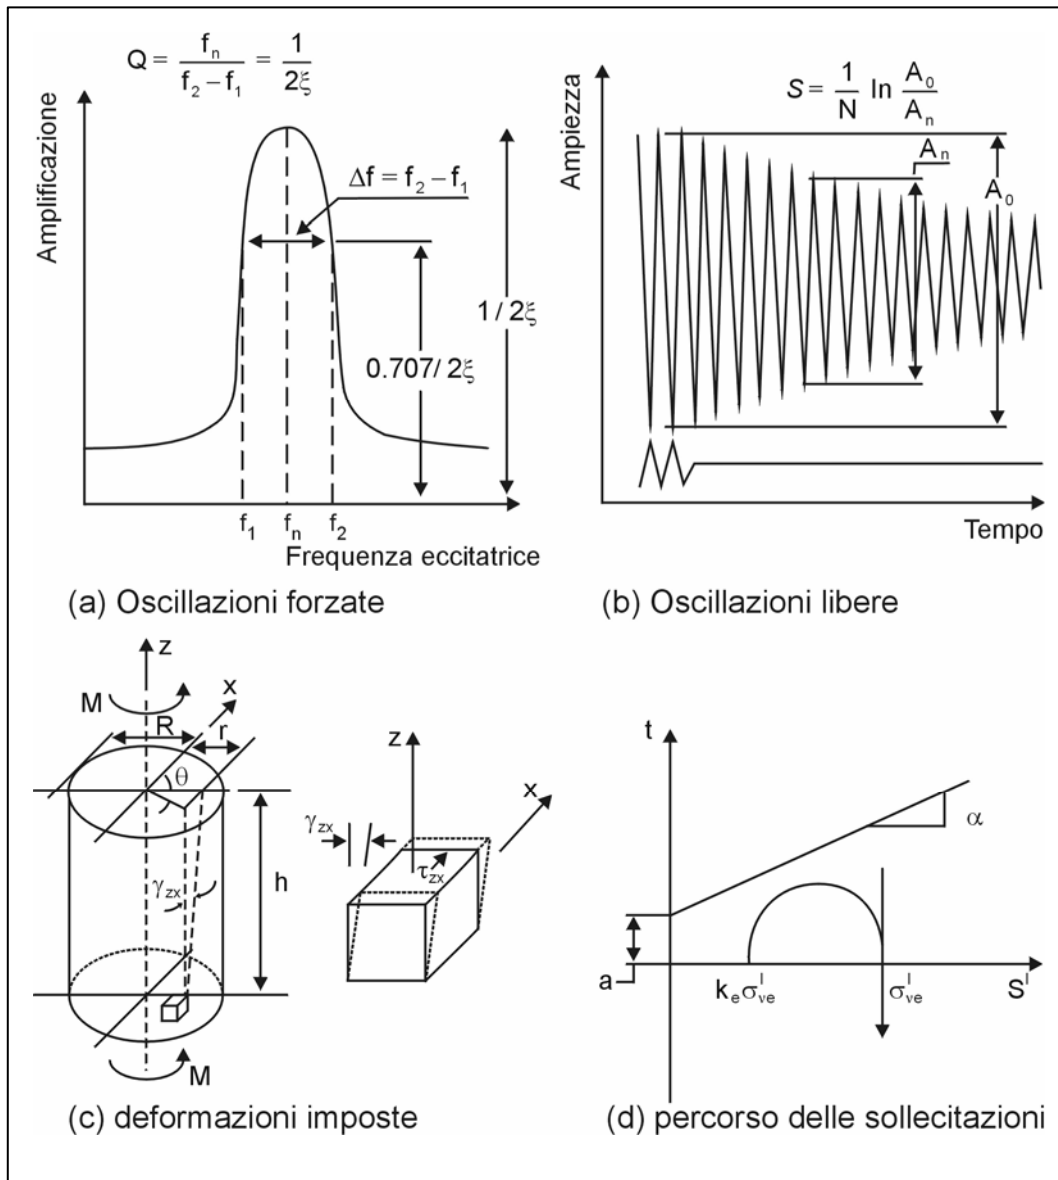 Q = f_n / (f_2 – f_1) = 1 / 2ξ
Amplificazione
Δf = f_2 – f_1
1 / 2ξ
0.707/ 2ξ
f_1 f_n f_2
Frequenza eccitatrice
(a) Oscillazioni forzate
S = 1/N ln A_0/A_n
Ampiezza
A_n
A_0
Tempo
(b) Oscillazioni libere
z
x
M
R
r
θ
γ_zx
h
M
z
x
γ_zx
τ_zx
(c) deformazioni imposte
t
α
a
k_e σ'_ve
σ'_ve
S'
(d) percorso delle sollecitazioni